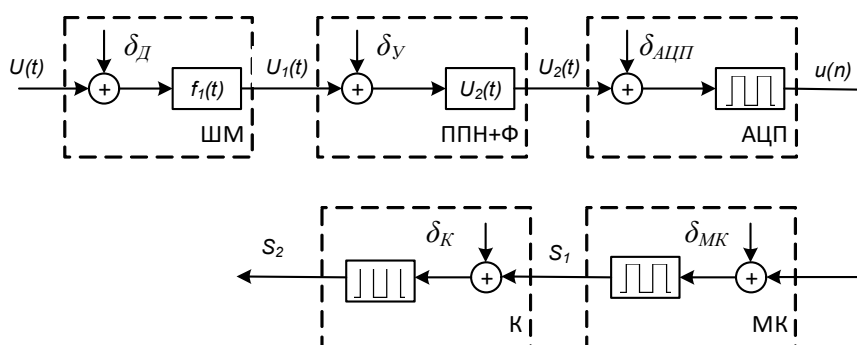 U(t)
δД
f1(t)
U1(t)
ШМ
δУ
U2(t)
U2(t)
ППН+Ф
δАЦП
u(n)
АЦП
S2
δК
S1
К
δМК
МК